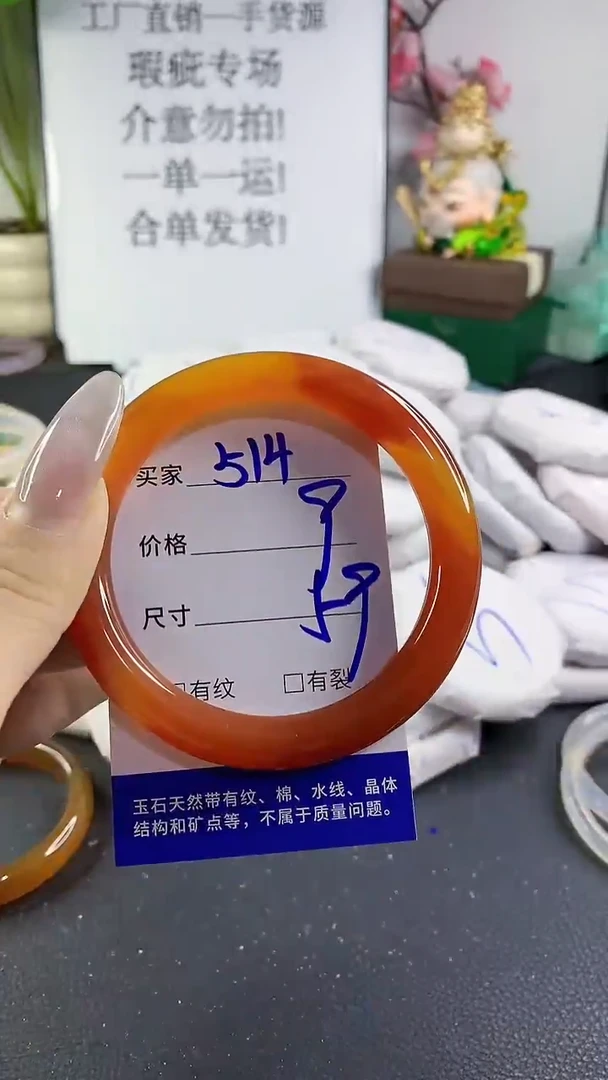 工厂直销一手货源
瑕疵专场
介意勿拍!
一单一运!
合单发货!
买家 514
价格 9
尺寸 59
有纹 □有裂
玉石天然带有纹、棉、水线、晶体
结构和矿点等，不属于质量问题。